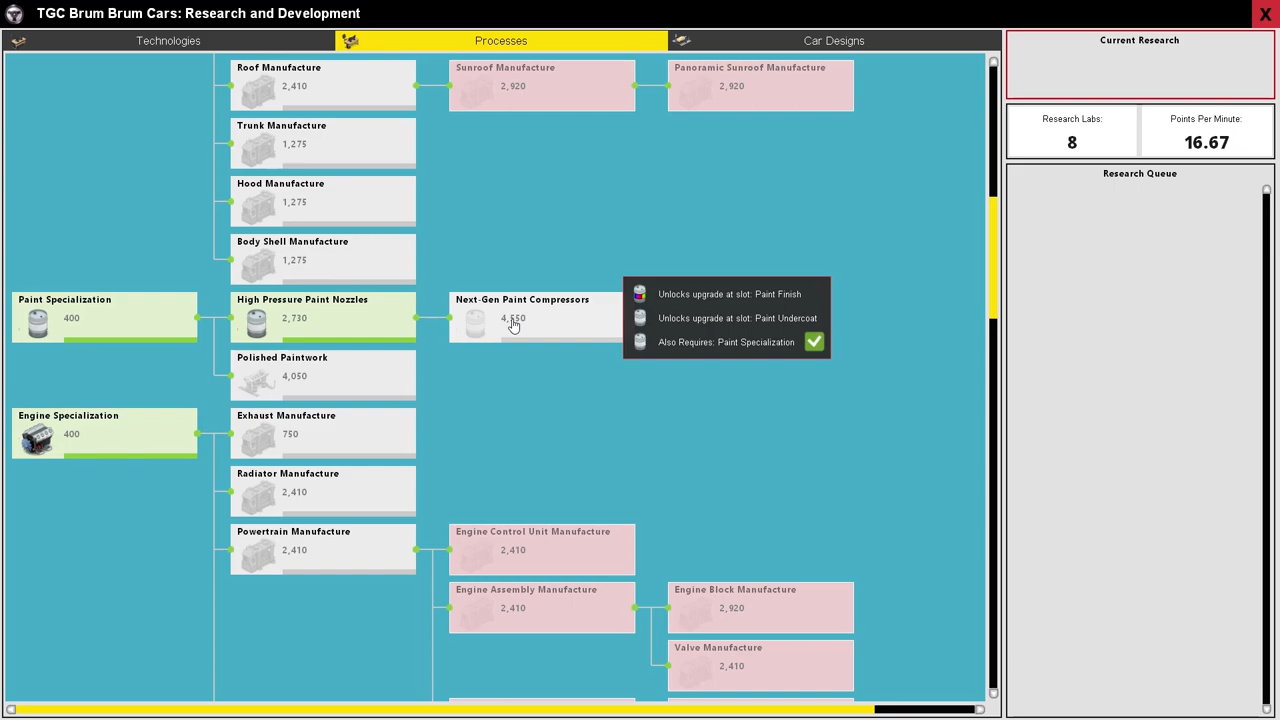 TGC Brum Brum Cars: Research and Development
X
Technologies
Processes
Car Designs
Current Research
Research Labs:
8
Points Per Minute:
16.67
Research Queue
Roof Manufacture
2,410
Sunroof Manufacture
2,920
Panoramic Sunroof Manufacture
2,920
Trunk Manufacture
1,275
Hood Manufacture
1,275
Body Shell Manufacture
1,275
Paint Specialization
400
High Pressure Paint Nozzles
2,730
Next-Gen Paint Compressors
Unlocks upgrade at slot: Paint Finish
Unlocks upgrade at slot: Paint Undercoat
Also Requires: Paint Specialization
Polished Paintwork
4,050
Engine Specialization
400
Exhaust Manufacture
750
Radiator Manufacture
2,410
Powertrain Manufacture
2,410
Engine Control Unit Manufacture
2,410
Engine Assembly Manufacture
2,410
Engine Block Manufacture
2,920
Valve Manufacture
2,410